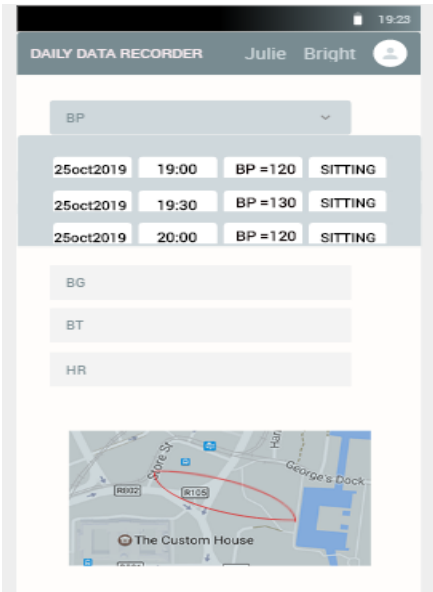 19:23
DAILY DATA RECORDER Julie Bright
BP
25oct2019 19:00 BP =120 SITTING
25oct2019 19:30 BP =130 SITTING
25oct2019 20:00 BP =120 SITTING
BG
BT
HR
Store St
Har
George's Dock
R802
R105
The Custom House